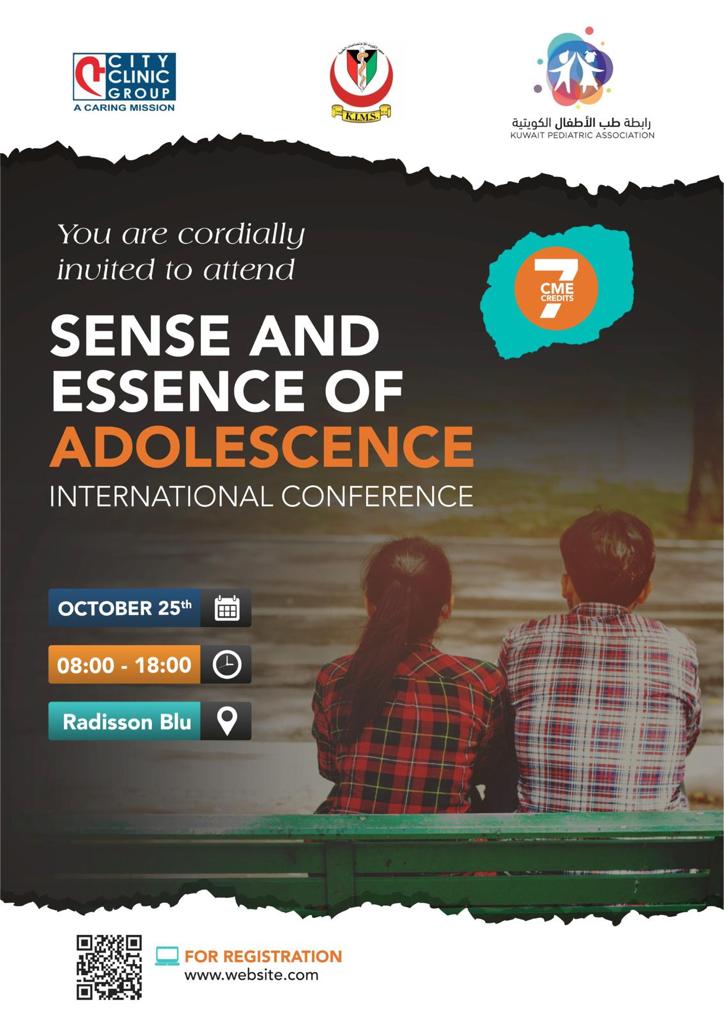 CITY
CLINIC
GROUP
A CARING MISSION
K.I.M.S.
رابطة طب الأطفال الكويتية
KUWAIT PEDIATRIC ASSOCIATION
You are cordially
invited to attend
7
CME
CREDITS
SENSE AND
ESSENCE OF
ADOLESCENCE
INTERNATIONAL CONFERENCE
OCTOBER 25th
08:00 - 18:00
Radisson Blu
FOR REGISTRATION
www.website.com